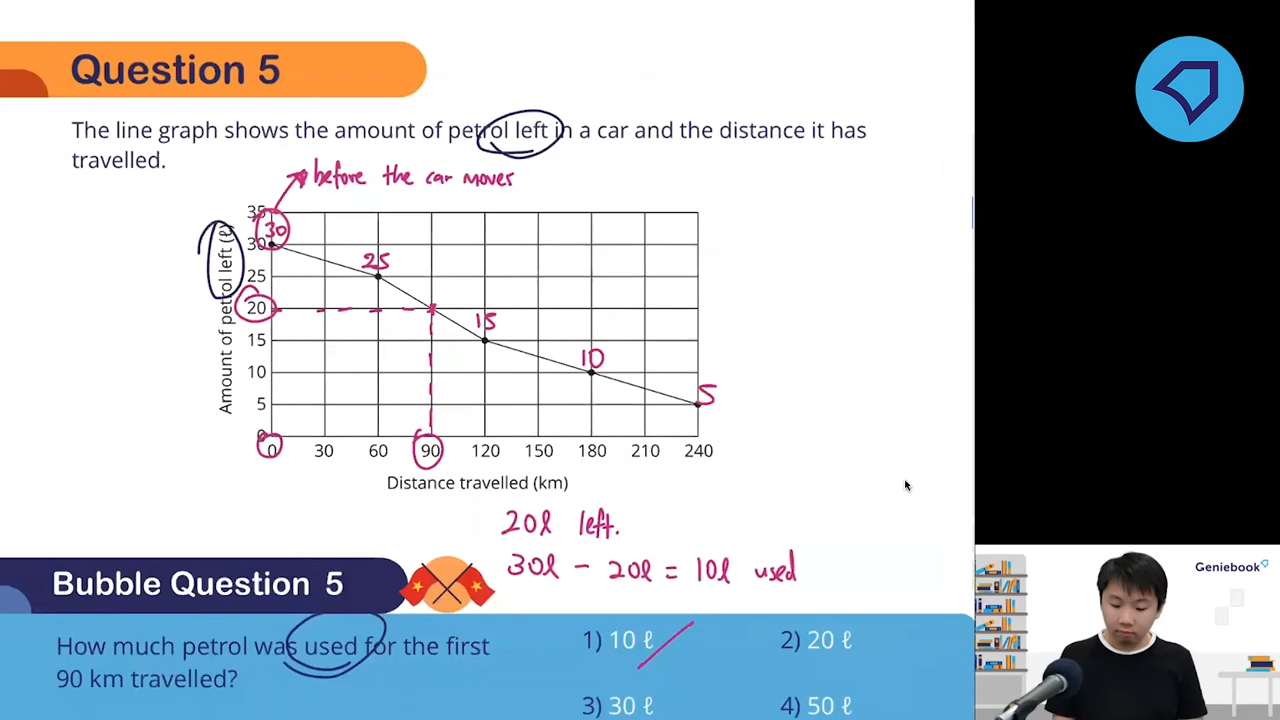 Question 5
The line graph shows the amount of petrol left in a car and the distance it has
travelled.
before the car moves
35
30
30
25
25
20
15
15
10
10
5
5
0
Amount of petrol left (ℓ)
0 30 60 90 120 150 180 210 240
Distance travelled (km)
20ℓ left.
30ℓ - 20ℓ = 10ℓ used
Bubble Question 5
How much petrol was used for the first
90 km travelled?
1) 10 ℓ
2) 20 ℓ
3) 30 ℓ
4) 50 ℓ
Geniebook